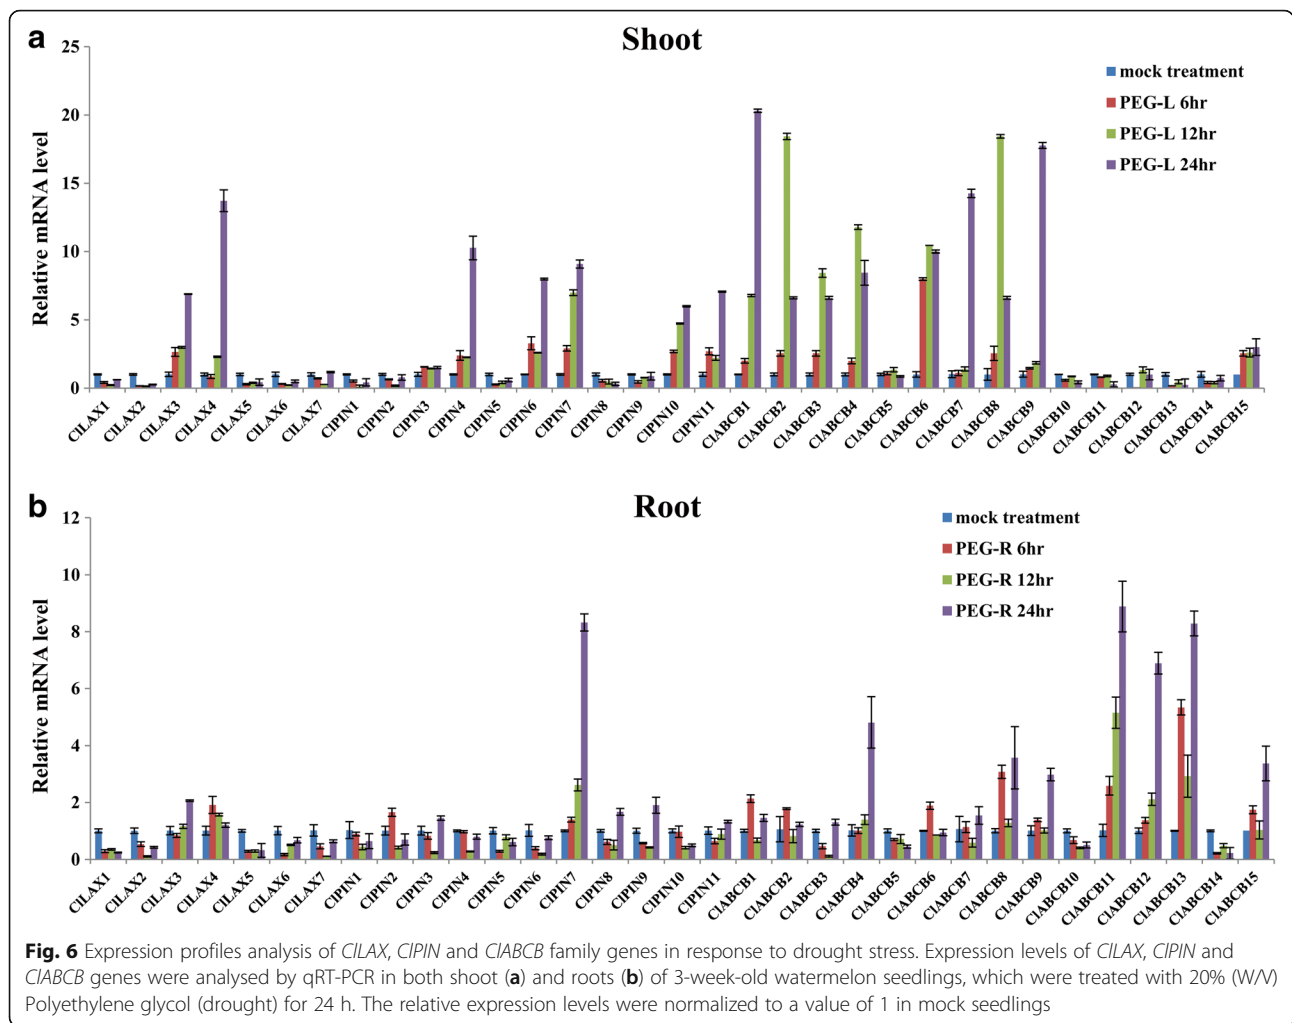 a
Shoot
25
20
15
10
5
0
Relative mRNA level
mock treatment
PEG-L 6hr
PEG-L 12hr
PEG-L 24hr
ClLAX1
ClLAX2
ClLAX3
ClLAX4
ClLAX5
ClLAX6
ClLAX7
ClPIN1
ClPIN2
ClPIN3
ClPIN4
ClPIN5
ClPIN6
ClPIN7
ClPIN8
ClPIN9
ClPIN10
ClPIN11
ClABCB1
ClABCB2
ClABCB3
ClABCB4
ClABCB5
ClABCB6
ClABCB7
ClABCB8
ClABCB9
ClABCB10
ClABCB11
ClABCB12
ClABCB13
ClABCB14
ClABCB15
b
Root
12
10
8
6
4
2
0
Relative mRNA level
mock treatment
PEG-R 6hr
PEG-R 12hr
PEG-R 24hr
ClLAX1
ClLAX2
ClLAX3
ClLAX4
ClLAX5
ClLAX6
ClLAX7
ClPIN1
ClPIN2
ClPIN3
ClPIN4
ClPIN5
ClPIN6
ClPIN7
ClPIN8
ClPIN9
ClPIN10
ClPIN11
ClABCB1
ClABCB2
ClABCB3
ClABCB4
ClABCB5
ClABCB6
ClABCB7
ClABCB8
ClABCB9
ClABCB10
ClABCB11
ClABCB12
ClABCB13
ClABCB14
ClABCB15
Fig. 6 Expression profiles analysis of ClLAX, ClPIN and ClABCB family genes in response to drought stress. Expression levels of ClLAX, ClPIN and
ClABCB genes were analysed by qRT-PCR in both shoot (a) and roots (b) of 3-week-old watermelon seedlings, which were treated with 20% (W/V)
Polyethylene glycol (drought) for 24 h. The relative expression levels were normalized to a value of 1 in mock seedlings